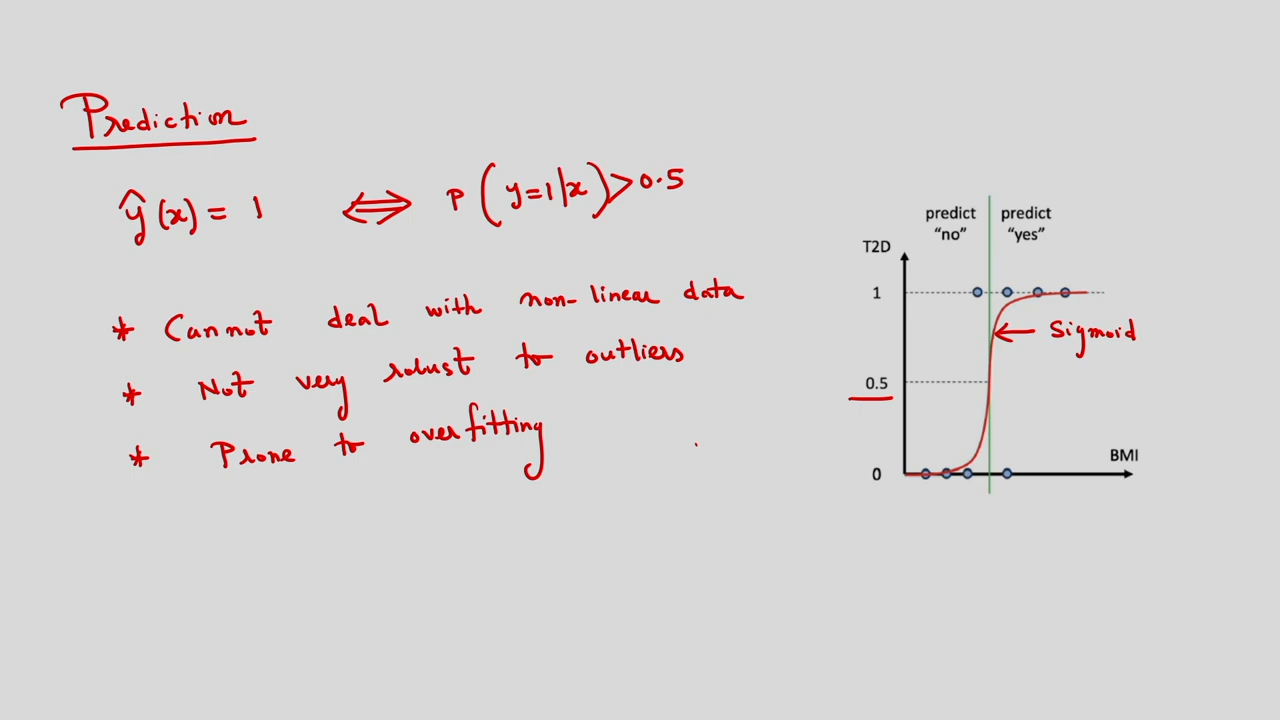 Prediction
ŷ(x) = 1 ⟺ P(y=1|x) > 0.5
* Cannot deal with non-linear data
* Not very robust to outliers
* Prone to overfitting
predict "no"
predict "yes"
T2D
1
Sigmoid
0.5
BMI
0